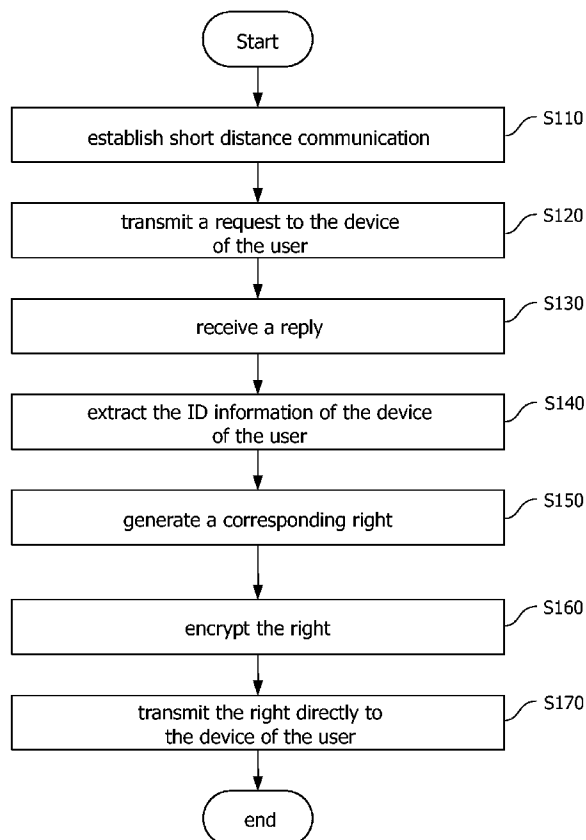 Start
establish short distance communication
S110
transmit a request to the device
of the user
S120
receive a reply
S130
extract the ID information of the device
of the user
S140
generate a corresponding right
S150
encrypt the right
S160
transmit the right directly to
the device of the user
S170
end